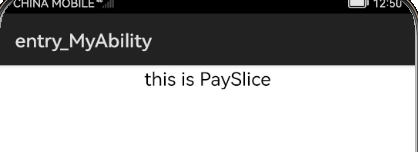 CHINA MOBILE
12:50
entry_MyAbility
this is PaySlice